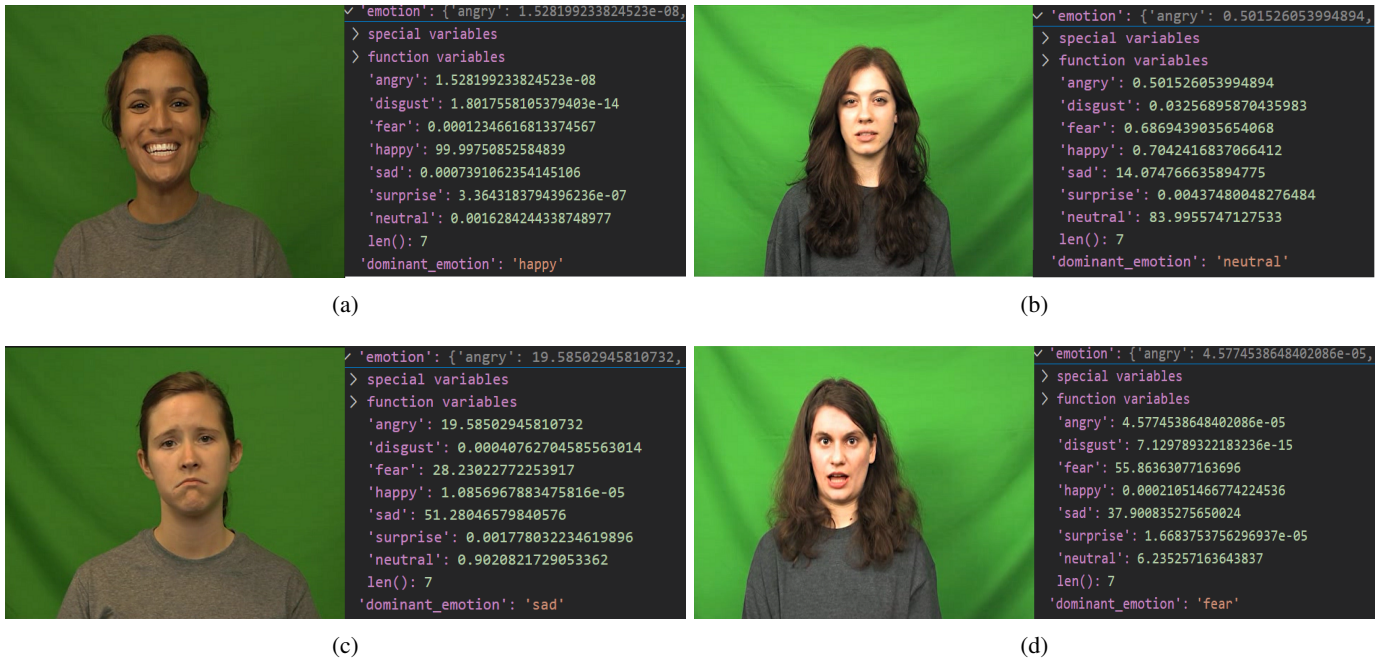 'emotion': {'angry': 1.528199233824523e-08,
special variables
function variables
'angry': 1.528199233824523e-08
'disgust': 1.8017558105379403e-14
'fear': 0.00012346616813374567
'happy': 99.99750852584839
'sad': 0.0007391062354145106
'surprise': 3.3643183794396236e-07
'neutral': 0.0016284244338748977
len(): 7
'dominant_emotion': 'happy'
(a)
'emotion': {'angry': 0.501526053994894,
special variables
function variables
'angry': 0.501526053994894
'disgust': 0.03256895870435983
'fear': 0.6869439035654068
'happy': 0.7042416837066412
'sad': 14.074766635894775
'surprise': 0.00437480048276484
'neutral': 83.9955747127533
len(): 7
'dominant_emotion': 'neutral'
(b)
'emotion': {'angry': 19.58502945810732,
special variables
function variables
'angry': 19.58502945810732
'disgust': 0.00040762704585563014
'fear': 28.23022772253917
'happy': 1.0856967883475816e-05
'sad': 51.28046579840576
'surprise': 0.001778032234619896
'neutral': 0.9020821729053362
len(): 7
'dominant_emotion': 'sad'
(c)
'emotion': {'angry': 4.5774538648402086e-05,
special variables
function variables
'angry': 4.5774538648402086e-05
'disgust': 7.129789322183236e-15
'fear': 55.86363077163696
'happy': 0.00021051466774224536
'sad': 37.900835275650024
'surprise': 1.6683753756296937e-05
'neutral': 6.235257163643837
len(): 7
'dominant_emotion': 'fear'
(d)